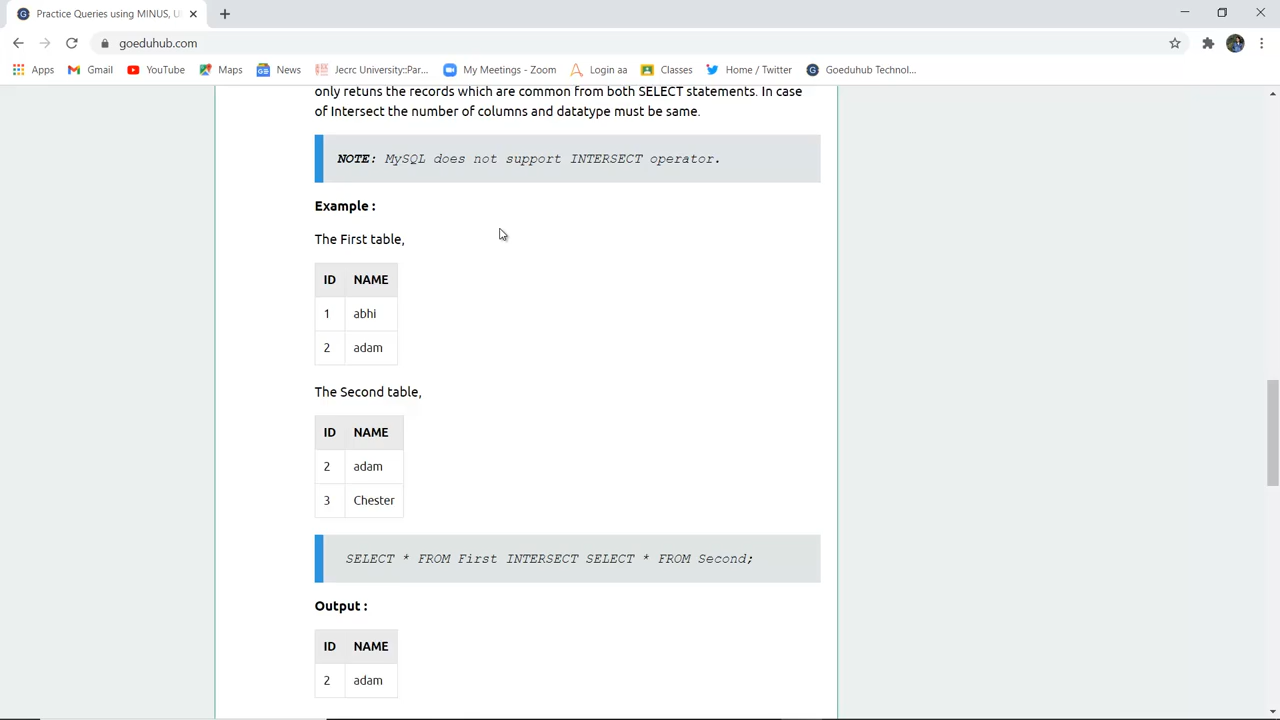 Practice Queries using MINUS, U
goeduhub.com
Apps
Gmail
YouTube
Maps
News
Jecrc University::Par...
My Meetings - Zoom
Login aa
Classes
Home / Twitter
Goeduhub Technol...
only retuns the records which are common from both SELECT statements. In case
of Intersect the number of columns and datatype must be same.
NOTE: MySQL does not support INTERSECT operator.
Example :
The First table,
ID NAME
1 abhi
2 adam
The Second table,
ID NAME
2 adam
3 Chester
SELECT * FROM First INTERSECT SELECT * FROM Second;
Output :
ID NAME
2 adam